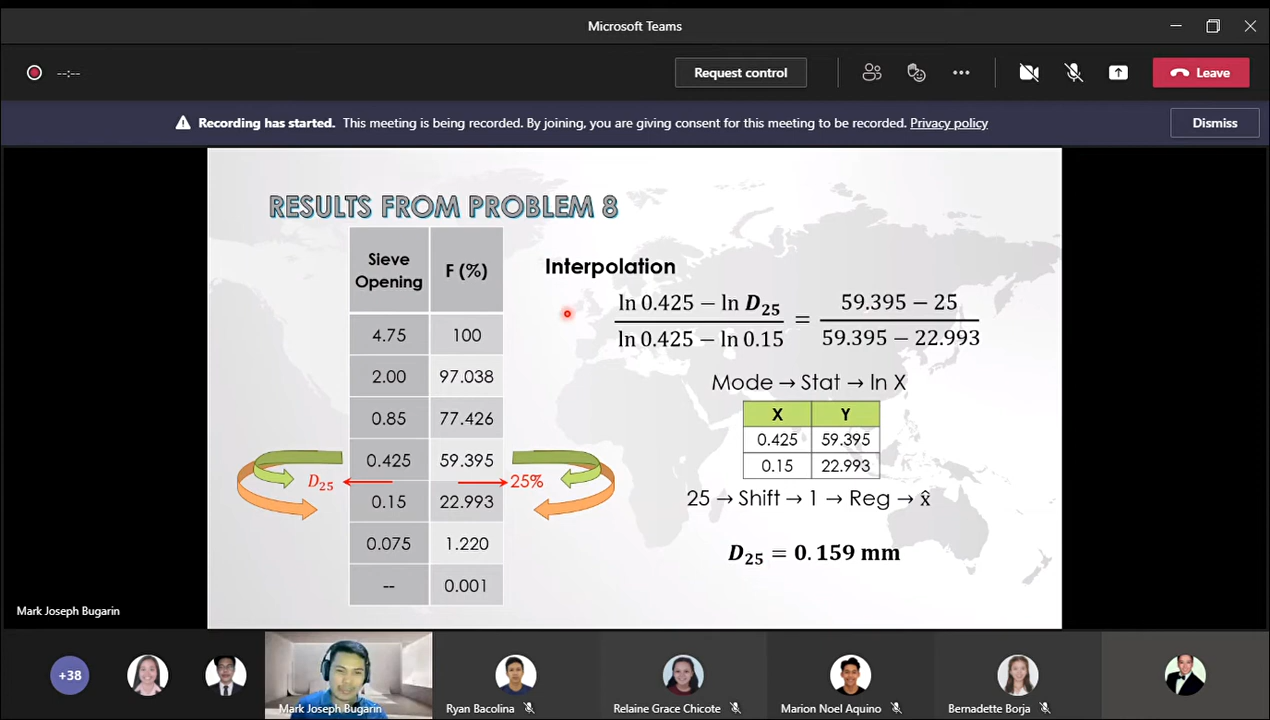 Microsoft Teams
--:--
Request control
Leave
Recording has started. This meeting is being recorded. By joining, you are giving consent for this meeting to be recorded. Privacy policy
Dismiss
RESULTS FROM PROBLEM 8
Sieve Opening F (%)
4.75 100
2.00 97.038
0.85 77.426
0.425 59.395
D₂₅ 25%
0.15 22.993
0.075 1.220
-- 0.001
Interpolation
ln 0.425 − ln D₂₅ 59.395 − 25
=
ln 0.425 − ln 0.15 59.395 − 22.993
Mode → Stat → ln X
X Y
0.425 59.395
0.15 22.993
25 → Shift → 1 → Reg → x̂
D₂₅ = 0.159 mm
Mark Joseph Bugarin
+38
Mark Joseph Bugarin
Ryan Bacolina
Relaine Grace Chicote
Marion Noel Aquino
Bernadette Borja